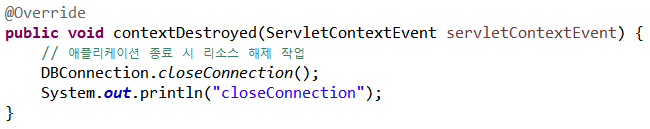 @Override
public void contextDestroyed(ServletContextEvent servletContextEvent) {
    // 애플리케이션 종료 시 리소스 해제 작업
    DBConnection.closeConnection();
    System.out.println("closeConnection");
}